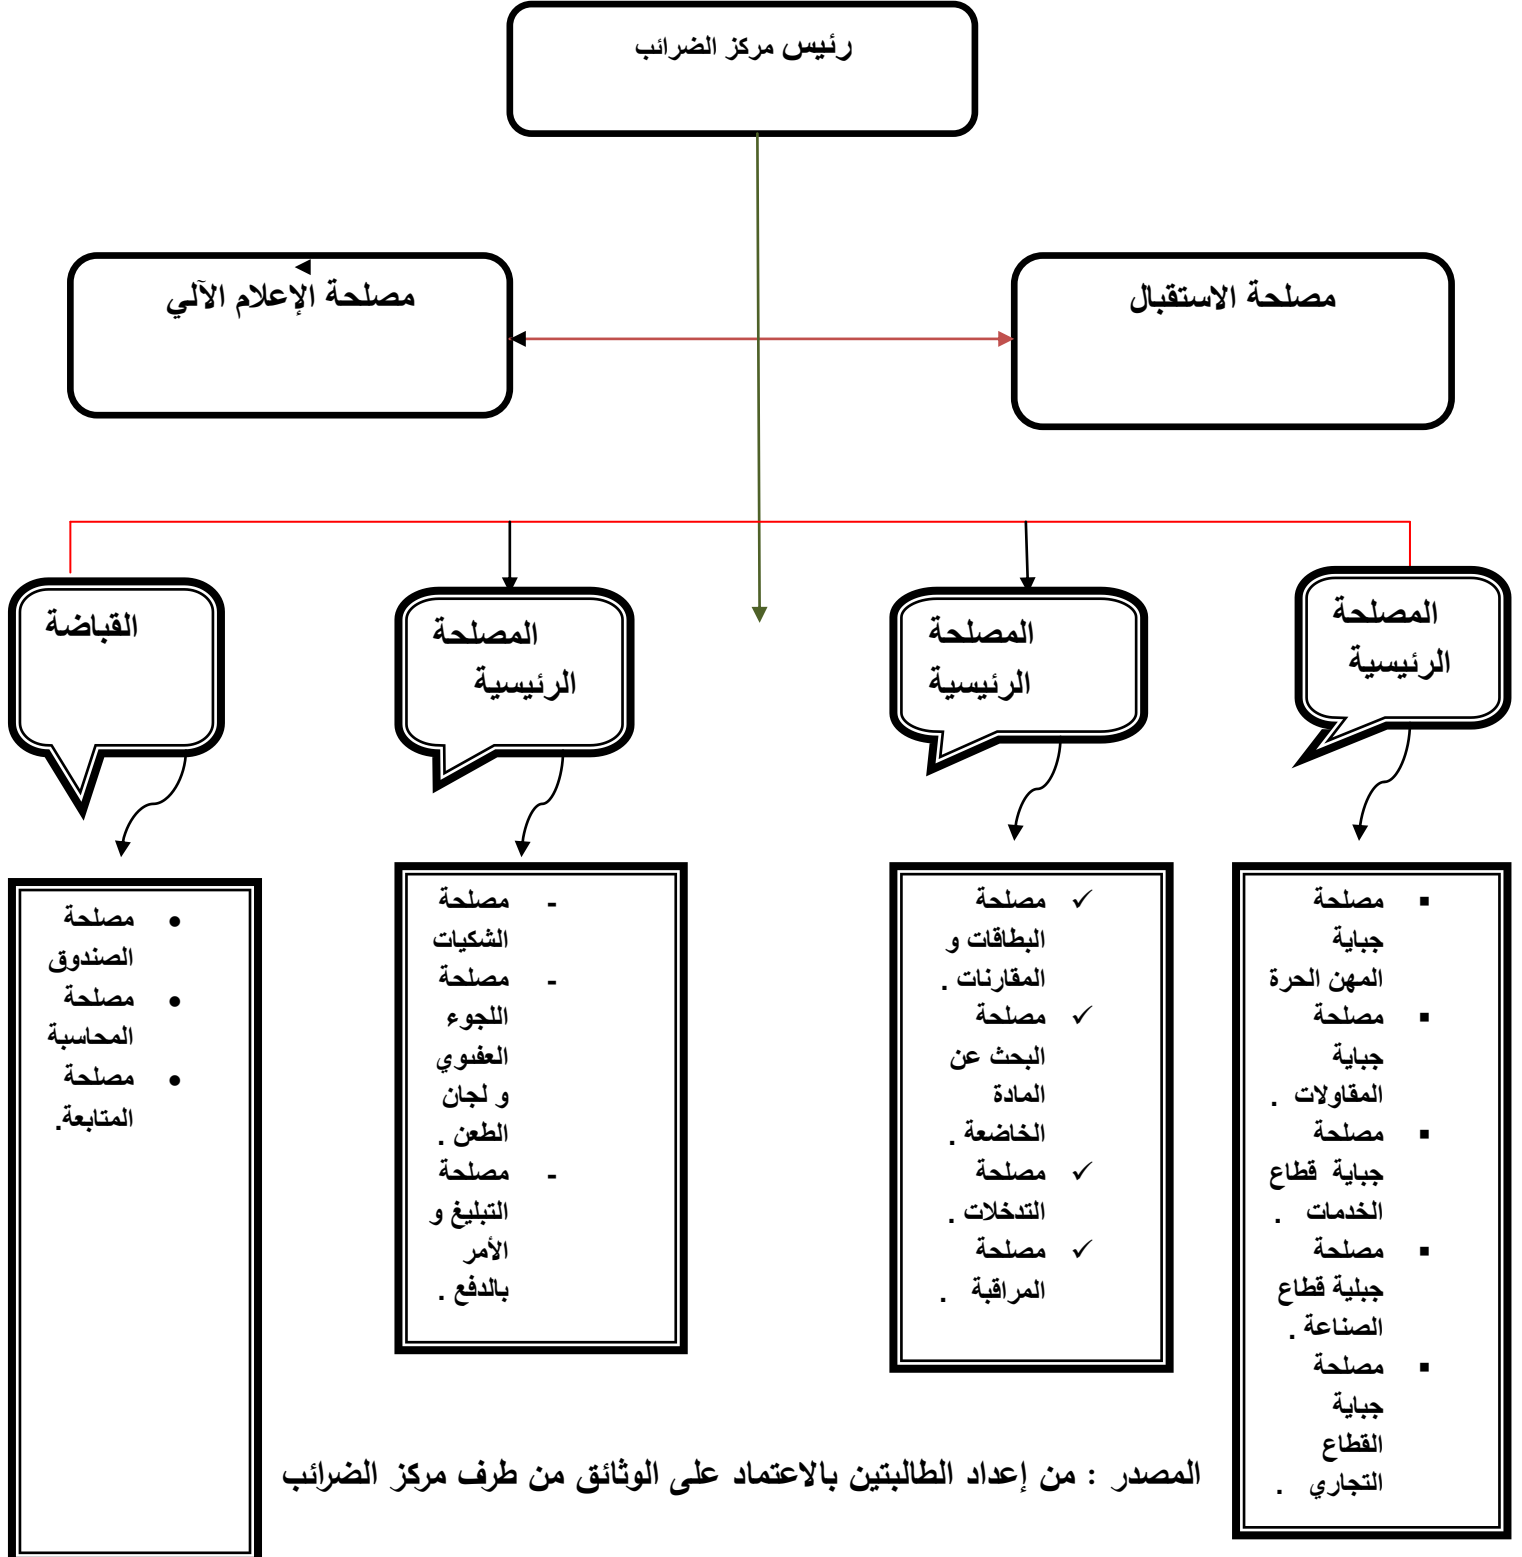 رئيس مركز الضرائب
مصلحة الاستقبال
مصلحة الإعلام الآلي
المصلحة
الرئيسية
المصلحة
الرئيسية
المصلحة
الرئيسية
القباضة
▪ مصلحة
جباية
المهن الحرة
▪ مصلحة
جباية
المقاولات .
▪ مصلحة
جباية قطاع
الخدمات .
▪ مصلحة
جبلية قطاع
الصناعة .
▪ مصلحة
جباية
القطاع
التجاري .
✓ مصلحة
البطاقات و
المقارنات .
✓ مصلحة
البحث عن
المادة
الخاضعة .
✓ مصلحة
التدخلات .
✓ مصلحة
المراقبة .
- مصلحة
الشكيات
- مصلحة
اللجوء
العفوي
و لجان
الطعن .
- مصلحة
التبليغ و
الأمر
بالدفع .
• مصلحة
الصندوق
• مصلحة
المحاسبة
• مصلحة
المتابعة.
المصدر : من إعداد الطالبتين بالاعتماد على الوثائق من طرف مركز الضرائب